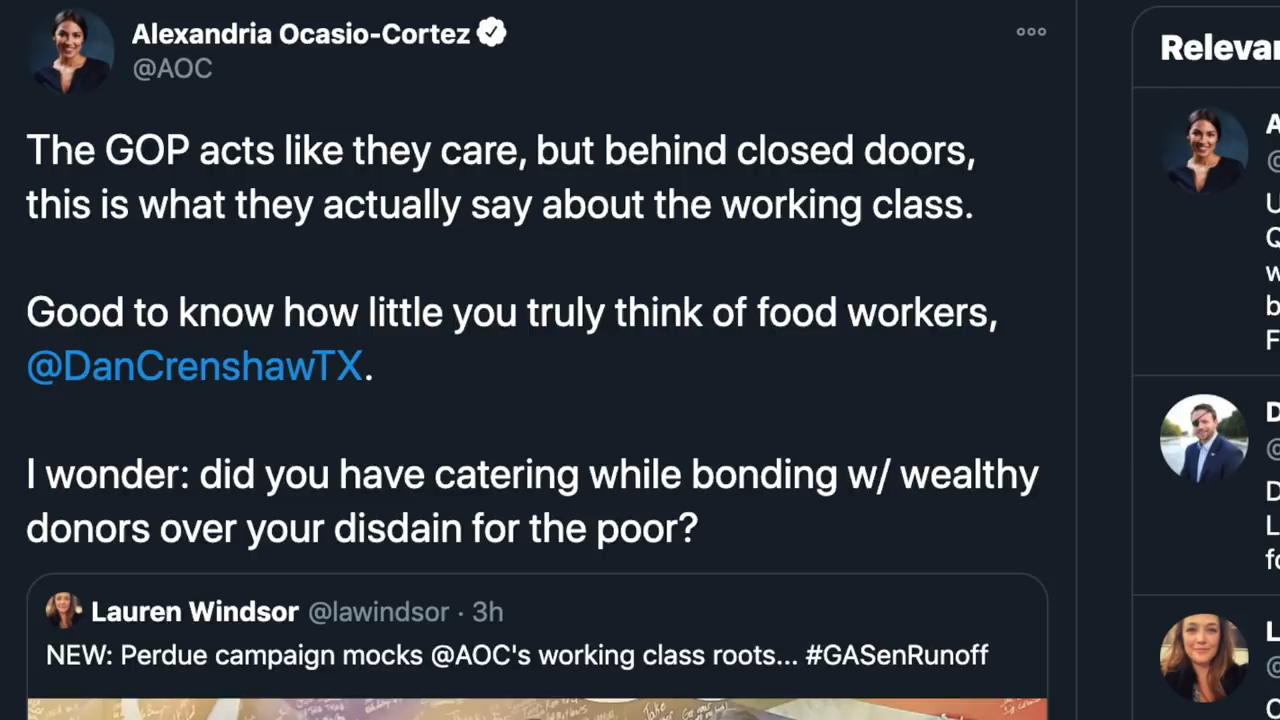 Alexandria Ocasio-Cortez
@AOC
The GOP acts like they care, but behind closed doors,
this is what they actually say about the working class.
Good to know how little you truly think of food workers,
@DanCrenshawTX.
I wonder: did you have catering while bonding w/ wealthy
donors over your disdain for the poor?
Lauren Windsor @lawindsor · 3h
NEW: Perdue campaign mocks @AOC's working class roots... #GASenRunoff
Take